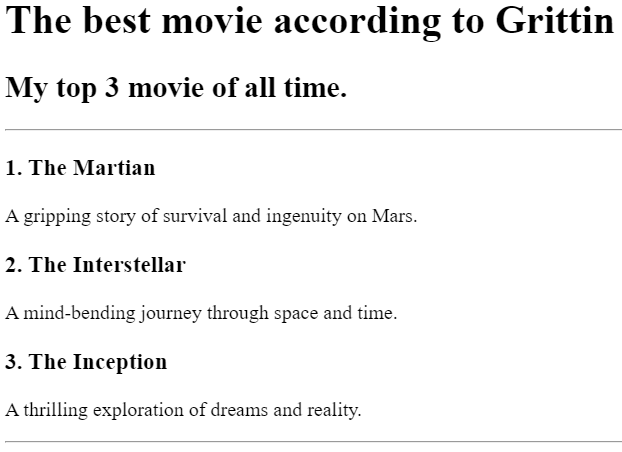 The best movie according to Grittin
My top 3 movie of all time.
1. The Martian
A gripping story of survival and ingenuity on Mars.
2. The Interstellar
A mind-bending journey through space and time.
3. The Inception
A thrilling exploration of dreams and reality.